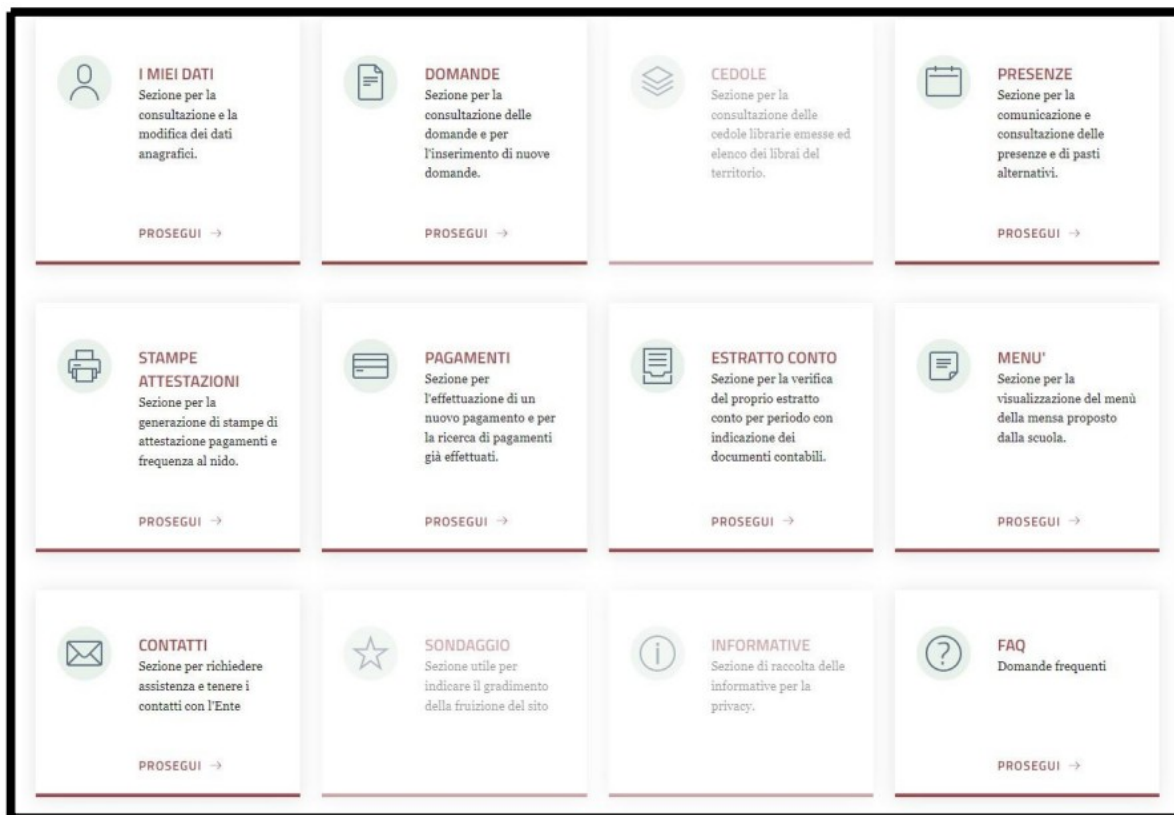 I MIEI DATI
Sezione per la
consultazione e la
modifica dei dati
anagrafici.
PROSEGUI →
DOMANDE
Sezione per la
consultazione delle
domande e per
l'inserimento di nuove
domande.
PROSEGUI →
CEDOLE
Sezione per la
consultazione delle
cedole librarie emesse ed
elenco dei librai del
territorio.
PRESENZE
Sezione per la
comunicazione e
consultazione delle
presenze e di pasti
alternativi.
PROSEGUI →
STAMPE
ATTESTAZIONI
Sezione per la
generazione di stampe di
attestazione pagamenti e
frequenza al nido.
PROSEGUI →
PAGAMENTI
Sezione per
l'effettuazione di un
nuovo pagamento e per
la ricerca di pagamenti
già effettuati.
PROSEGUI →
ESTRATTO CONTO
Sezione per la verifica
del proprio estratto
conto per periodo con
indicazione dei
documenti contabili.
PROSEGUI →
MENU'
Sezione per la
visualizzazione del menù
della mensa proposto
dalla scuola.
PROSEGUI →
CONTATTI
Sezione per richiedere
assistenza e tenere i
contatti con l'Ente
PROSEGUI →
SONDAGGIO
Sezione utile per
indicare il gradimento
della fruizione del sito
INFORMATIVE
Sezione di raccolta delle
informative per la
privacy.
FAQ
Domande frequenti
PROSEGUI →